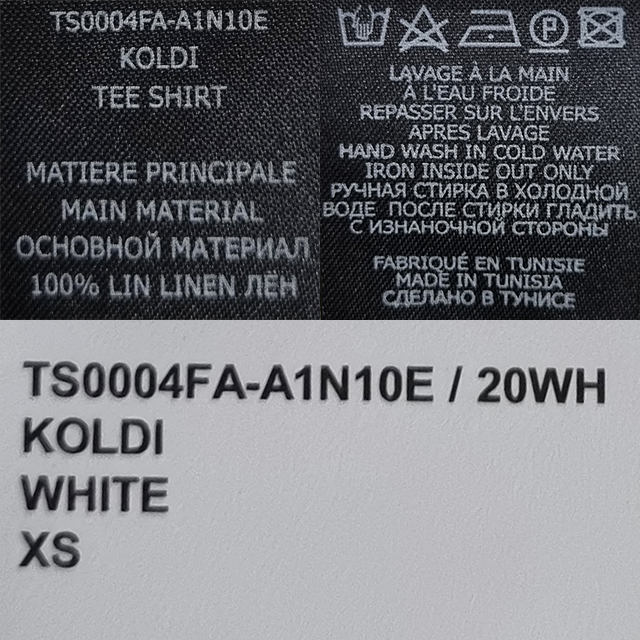 TS0004FA-A1N10E
KOLDI
TEE SHIRT
MATIERE PRINCIPALE
MAIN MATERIAL
ОСНОВНОЙ МАТЕРИАЛ
100% LIN LINEN ЛЁН
P
LAVAGE À LA MAIN
À L'EAU FROIDE
REPASSER SUR L'ENVERS
APRES LAVAGE
HAND WASH IN COLD WATER
IRON INSIDE OUT ONLY
РУЧНАЯ СТИРКА В ХОЛОДНОЙ
ВОДЕ ПОСЛЕ СТИРКИ ГЛАДИТЬ
С ИЗНАНОЧНОЙ СТОРОНЫ
FABRIQUÉ EN TUNISIE
MADE IN TUNISIA
СДЕЛАНО В ТУНИСЕ
TS0004FA-A1N10E / 20WH
KOLDI
WHITE
XS